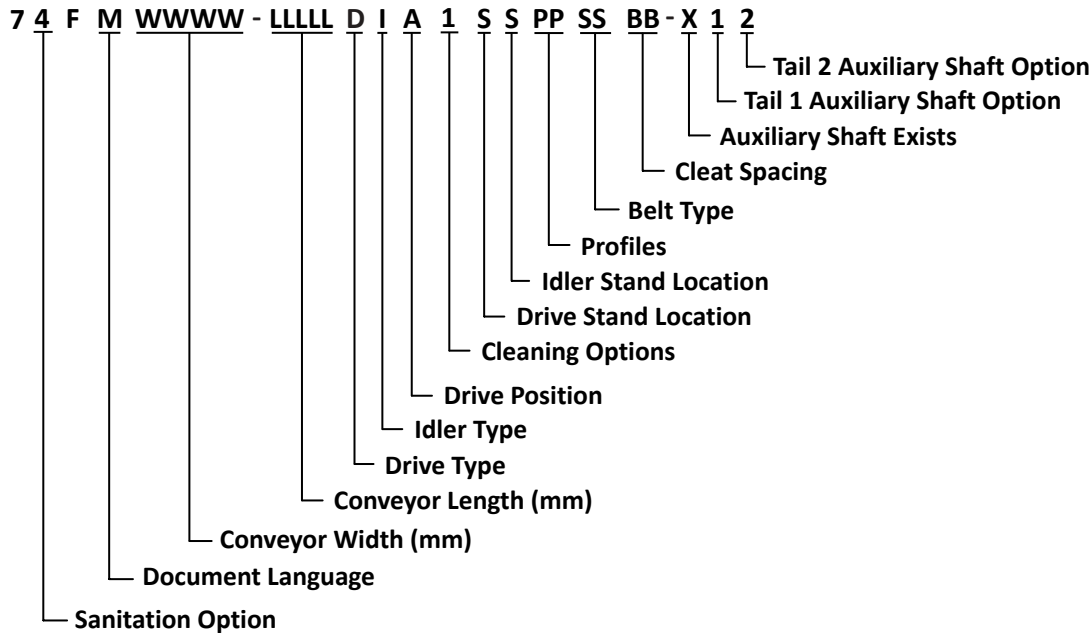 7 4 F M WWWW - LLLLL D I A 1 S S PP SS BB - X 1 2
Tail 2 Auxiliary Shaft Option
Tail 1 Auxiliary Shaft Option
Auxiliary Shaft Exists
Cleat Spacing
Belt Type
Profiles
Idler Stand Location
Drive Stand Location
Cleaning Options
Drive Position
Idler Type
Drive Type
Conveyor Length (mm)
Conveyor Width (mm)
Document Language
Sanitation Option